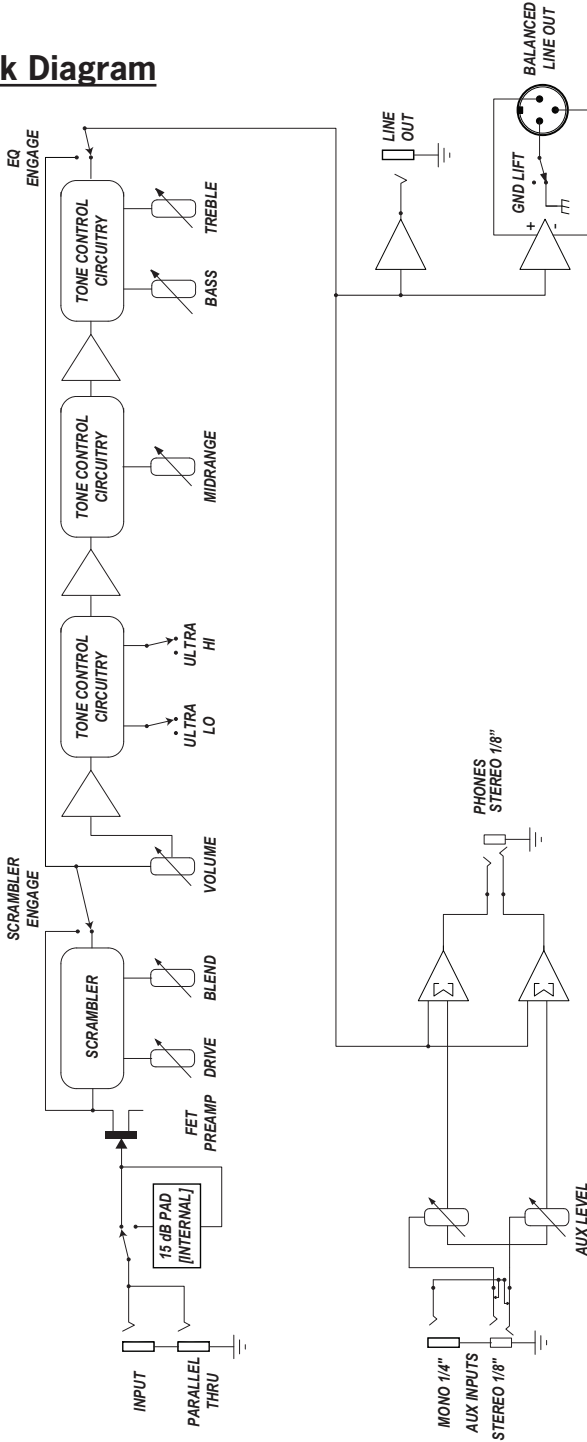 k Diagram
INPUT
PARALLEL
THRU
15 dB PAD
[INTERNAL]
FET
PREAMP
SCRAMBLER
DRIVE
BLEND
SCRAMBLER
ENGAGE
VOLUME
TONE CONTROL
CIRCUITRY
ULTRA
LO
ULTRA
HI
TONE CONTROL
CIRCUITRY
MIDRANGE
TONE CONTROL
CIRCUITRY
BASS
TREBLE
EQ
ENGAGE
MONO 1/4"
AUX INPUTS
STEREO 1/8"
AUX LEVEL
Σ
Σ
PHONES
STEREO 1/8"
LINE
OUT
+
-
GND LIFT
BALANCED
LINE OUT